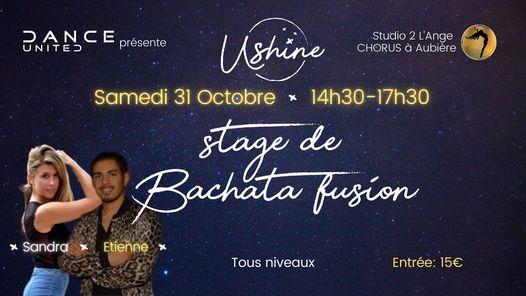 DANCE
UNITED
présente
Ushine
Studio 2 L'Ange
CHORUS à Aubière
Samedi 31 Octobre 14h30-17h30
stage de
Bachata fusion
Sandra Etienne
Tous niveaux
Entrée: 15€